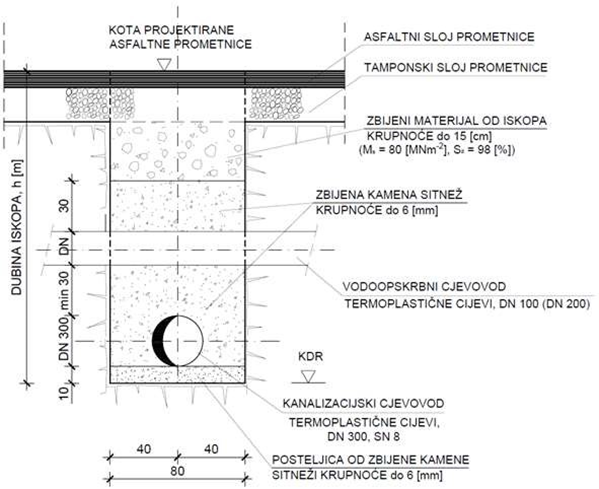 KOTA PROJEKTIRANE
ASFALTNE PROMETNICE
ASFALTNI SLOJ PROMETNICE
TAMPONSKI SLOJ PROMETNICE
ZBIJENI MATERIJAL OD ISKOPA
KRUPNOĆE do 15 [cm]
(Ms = 80 [MNm-2], Sz = 98 [%])
ZBIJENA KAMENA SITNEŽ
KRUPNOĆE do 6 [mm]
VODOOPSKRBNI CJEVOVOD
TERMOPLASTIČNE CIJEVI, DN 100 (DN 200)
KDR
KANALIZACIJSKI CJEVOVOD
TERMOPLASTIČNE CIJEVI,
DN 300, SN 8
POSTELJICA OD ZBIJENE KAMENE
SITNEŽI KRUPNOĆE do 6 [mm]
DUBINA ISKOPA, h [m]
30
DN
min 30
DN 300,
10
40 40
80